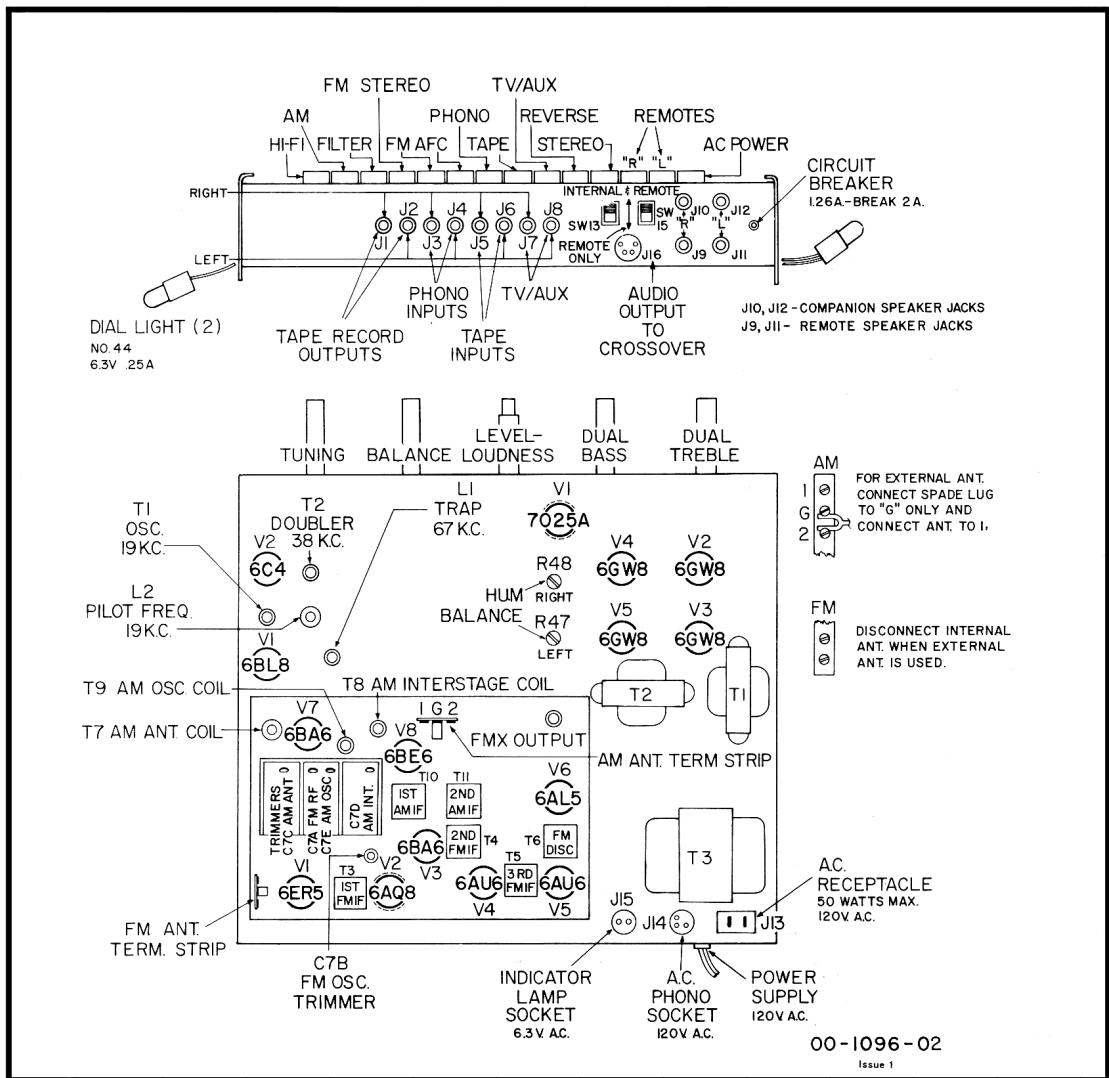 FM STEREO
TV/AUX
AM
PHONO
REVERSE
REMOTES
HI-FI
FILTER
FM AFC
TAPE
STEREO
"R" "L"
AC POWER
CIRCUIT
BREAKER
1.26A.-BREAK 2A.
RIGHT
INTERNAL & REMOTE
J2
J4
J6
J8
SW13
SW
15
J10
J12
"R"
"L"
J1
J3
J5
J7
REMOTE
ONLY
J16
J9
J11
LEFT
PHONO
INPUTS
TV/AUX
AUDIO
OUTPUT
TO
CROSSOVER
J10, J12 - COMPANION SPEAKER JACKS
J9, J11 - REMOTE SPEAKER JACKS
DIAL LIGHT (2)
NO. 44
6.3V .25A
TAPE RECORD
OUTPUTS
TAPE
INPUTS
TUNING
BALANCE
LEVEL-
LOUDNESS
DUAL
BASS
DUAL
TREBLE
AM
1
G
2
FOR EXTERNAL ANT.
CONNECT SPADE LUG
TO "G" ONLY AND
CONNECT ANT. TO 1.
T1
OSC.
19 K.C.
T2
DOUBLER
38 K.C.
L1
TRAP
67 K.C.
V1
7025A
V2
6C4
R48
RIGHT
HUM
BALANCE
R47
LEFT
V4
6GW8
V2
6GW8
L2
PILOT FREQ.
19 K.C.
V1
6BL8
V5
6GW8
V3
6GW8
FM
DISCONNECT INTERNAL
ANT. WHEN EXTERNAL
ANT. IS USED.
T2
T1
T9 AM OSC. COIL
T8 AM INTERSTAGE COIL
1 G 2
T7 AM ANT. COIL
V7
6BA6
V8
6BE6
FMX OUTPUT
AM ANT. TERM STRIP
TRIMMERS
C7C AM ANT
C7A FM RF
C7E AM OSC
C7D
AM INT.
T10
1ST
AM IF
T11
2ND
AM IF
V6
6AL5
6BA6
V3
2ND
FM IF
T4
T6
FM
DISC
T3
V1
6ER5
1ST
FM IF
V2
6AQ8
6AU6
V4
T5
3RD
FM IF
6AU6
V5
T3
A.C.
RECEPTACLE
50 WATTS MAX.
120V. A.C.
FM ANT.
TERM. STRIP
J15
J14
J13
C7B
FM OSC.
TRIMMER
INDICATOR
LAMP
SOCKET
6.3 V. A.C.
A.C.
PHONO
SOCKET
120V. A.C.
POWER
SUPPLY
120V. A.C.
00-1096-02
Issue 1